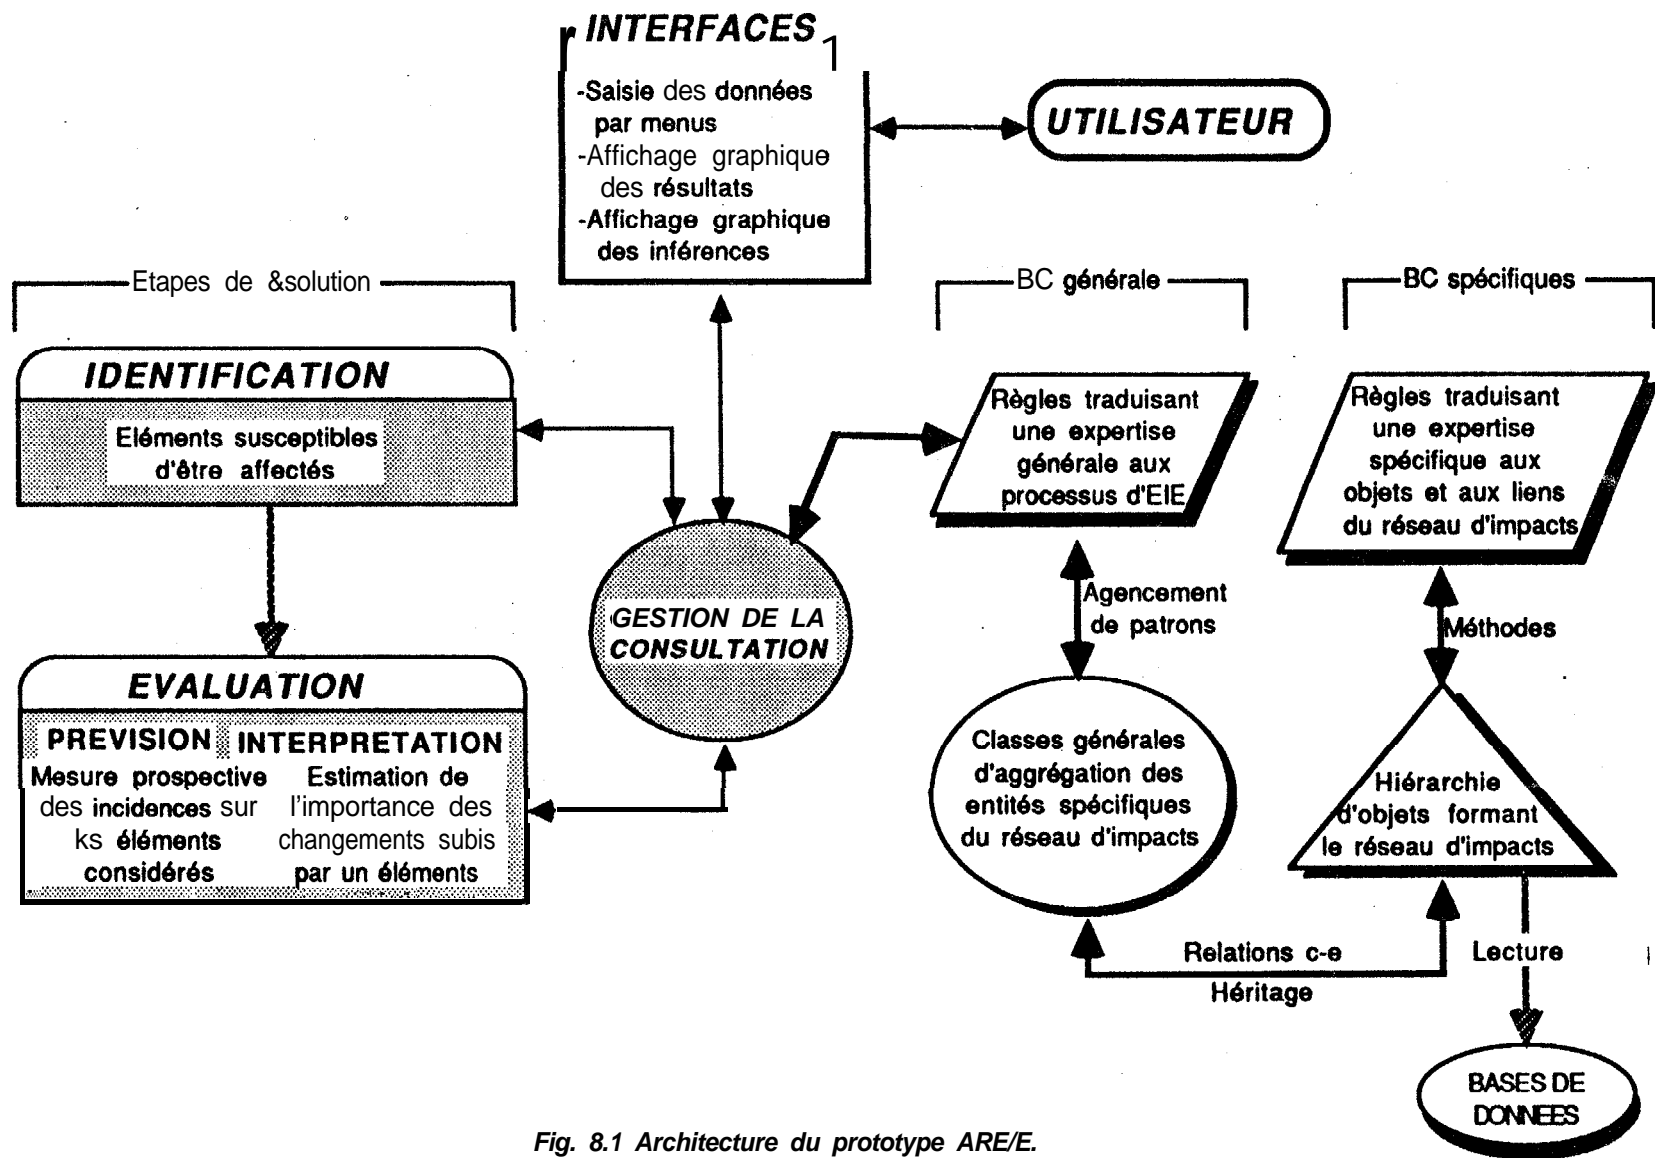 INTERFACES
-Saisie des données
par menus
-Affichage graphique
des résultats
-Affichage graphique
des inférences
UTILISATEUR
Etapes de &solution
IDENTIFICATION
Eléments susceptibles
d'être affectés
EVALUATION
PREVISION
Mesure prospective
des incidences sur
ks éléments
considérés
INTERPRETATION
Estimation de
l'importance des
changements subis
par un éléments
GESTION DE LA
CONSULTATION
BC générale
Règles traduisant
une expertise
générale aux
processus d'EIE
Agencement
de patrons
Classes générales
d'aggrégation des
entités spécifiques
du réseau d'impacts
BC spécifiques
Règles traduisant
une expertise
spécifique aux
objets et aux liens
du réseau d'impacts
Méthodes
Hiérarchie
d'objets formant
le réseau d'impacts
Relations c-e
Héritage
Lecture
BASES DE
DONNEES
Fig. 8.1 Architecture du prototype ARE/E.